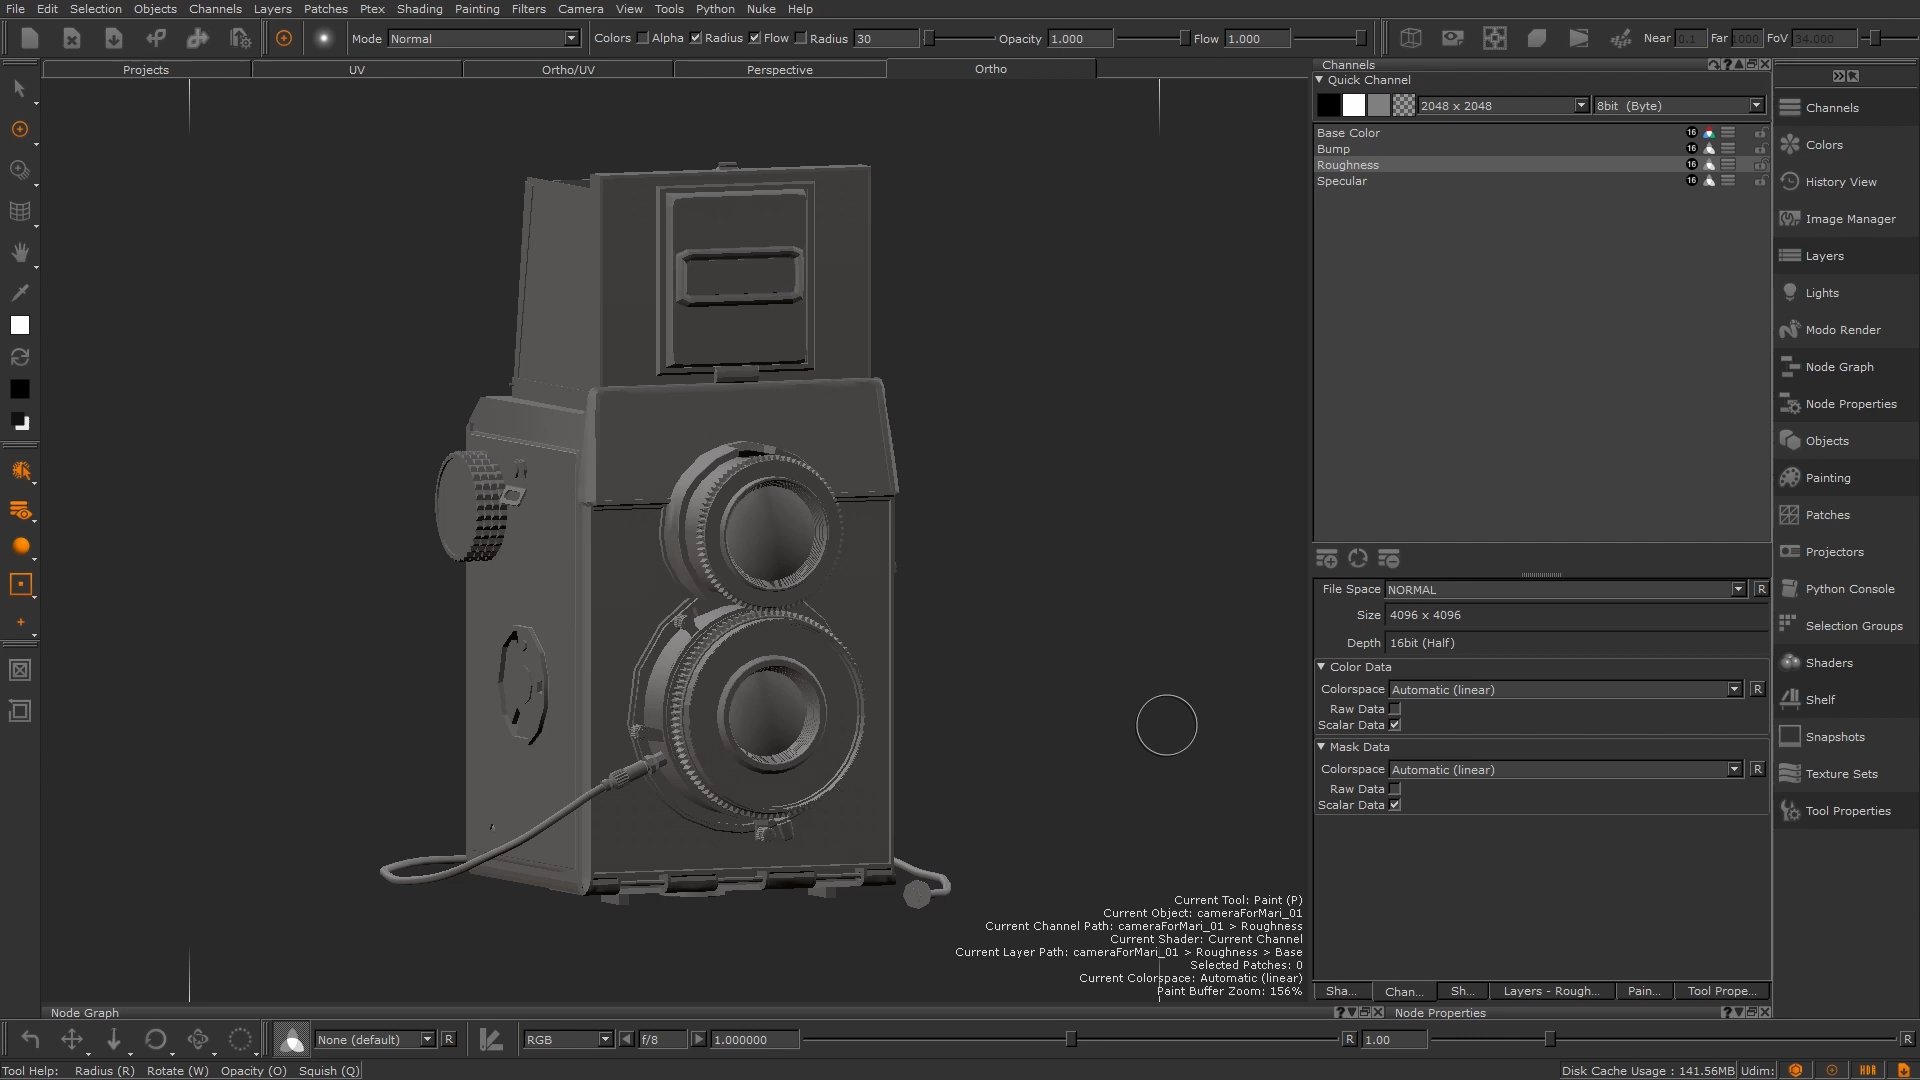 File Edit Selection Objects Channels Layers Patches Ptex Shading Painting Filters Camera View Tools Python Nuke Help
Mode Normal Colors Alpha Radius Flow Radius 30 Opacity 1.000 Flow 1.000 Near 0.1 Far FoV 34.000
Projects UV Ortho/UV Perspective Ortho
Channels
Quick Channel
2048 x 2048 8bit (Byte)
Base Color 16
Bump 16
Roughness 16
Specular 16
File Space NORMAL R
Size 4096 x 4096
Depth 16bit (Half)
Color Data
Colorspace Automatic (linear) R
Raw Data
Scalar Data
Mask Data
Colorspace Automatic (linear) R
Raw Data
Scalar Data
Sha... Chan... Sh... Layers - Rough... Pain... Tool Prope...
Channels
Colors
History View
Image Manager
Layers
Lights
Modo Render
Node Graph
Node Properties
Objects
Painting
Patches
Projectors
Python Console
Selection Groups
Shaders
Shelf
Snapshots
Texture Sets
Tool Properties
Current Tool: Paint (P)
Current Object: cameraForMari_01
Current Channel Path: cameraForMari_01 > Roughness
Current Shader: Current Channel
Current Layer Path: cameraForMari_01 > Roughness > Base
Selected Patches: 0
Current Colorspace: Automatic (linear)
Paint Buffer Zoom: 156%
Node Graph Node Properties
None (default) R RGB f/8 1.000000 R 1.00 R
Tool Help: Radius (R) Rotate (W) Opacity (O) Squish (Q) Disk Cache Usage : 141.56MB Udim: HDR